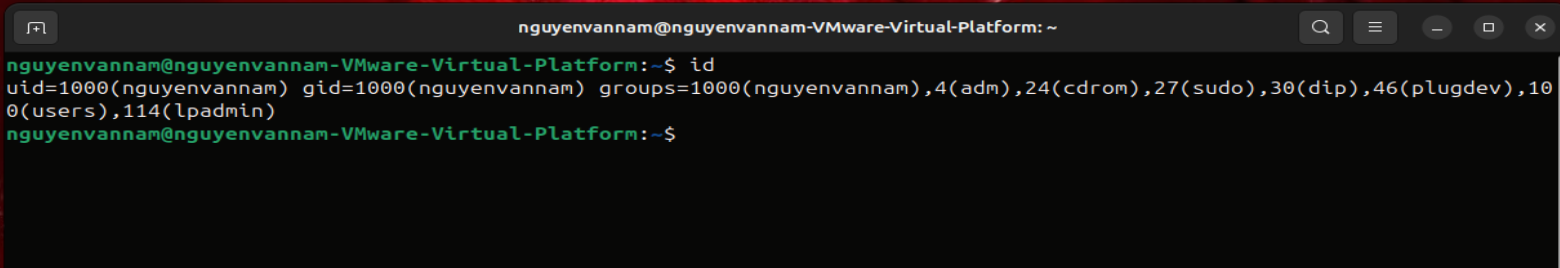 nguyenvannam@nguyenvannam-VMware-Virtual-Platform: ~
nguyenvannam@nguyenvannam-VMware-Virtual-Platform:~$ id
uid=1000(nguyenvannam) gid=1000(nguyenvannam) groups=1000(nguyenvannam),4(adm),24(cdrom),27(sudo),30(dip),46(plugdev),10
0(users),114(lpadmin)
nguyenvannam@nguyenvannam-VMware-Virtual-Platform:~$